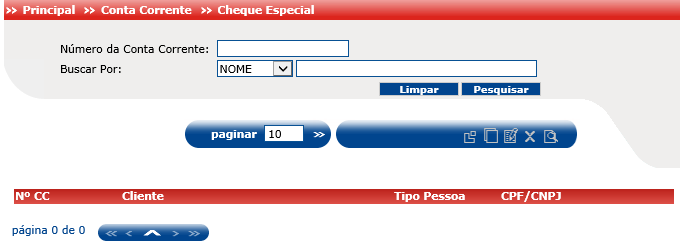 >> Principal >> Conta Corrente >> Cheque Especial
Número da Conta Corrente:
Buscar Por: NOME
Limpar Pesquisar
paginar 10 >>
Nº CC Cliente Tipo Pessoa CPF/CNPJ
página 0 de 0 << < > >>